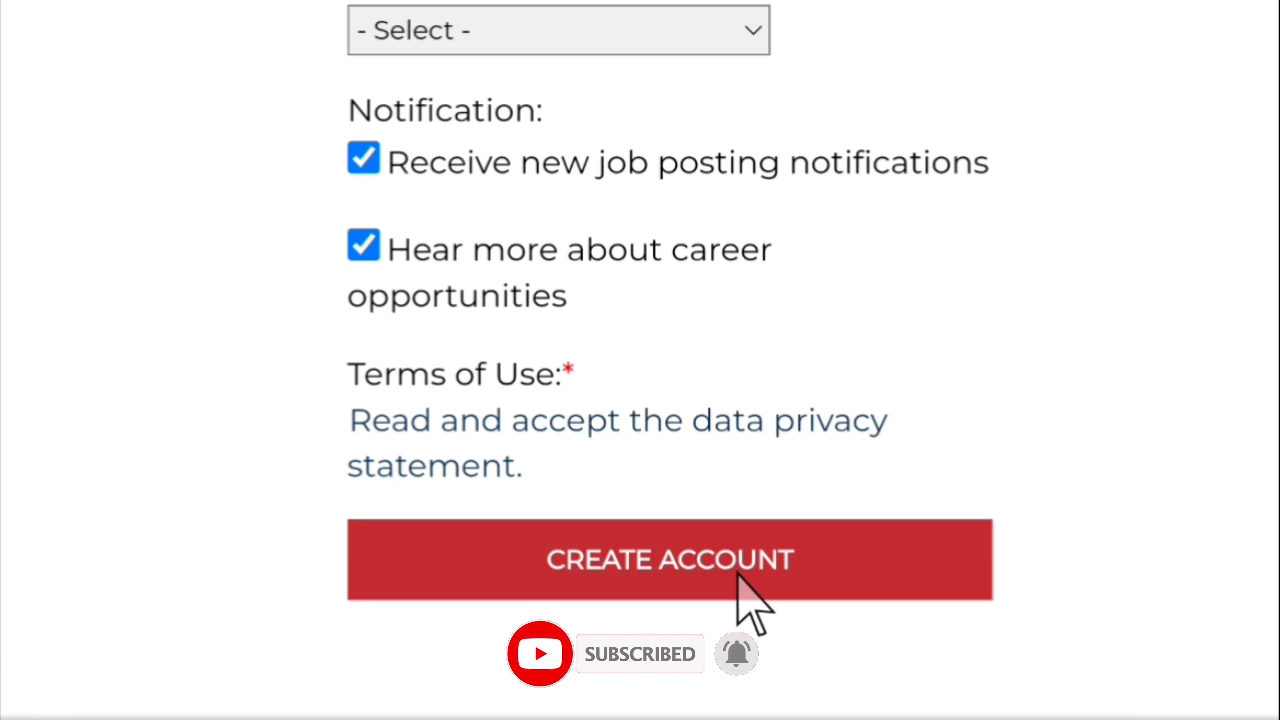 - Select -
Notification:
Receive new job posting notifications
Hear more about career
opportunities
Terms of Use:*
Read and accept the data privacy
statement.
CREATE ACCOUNT
SUBSCRIBED